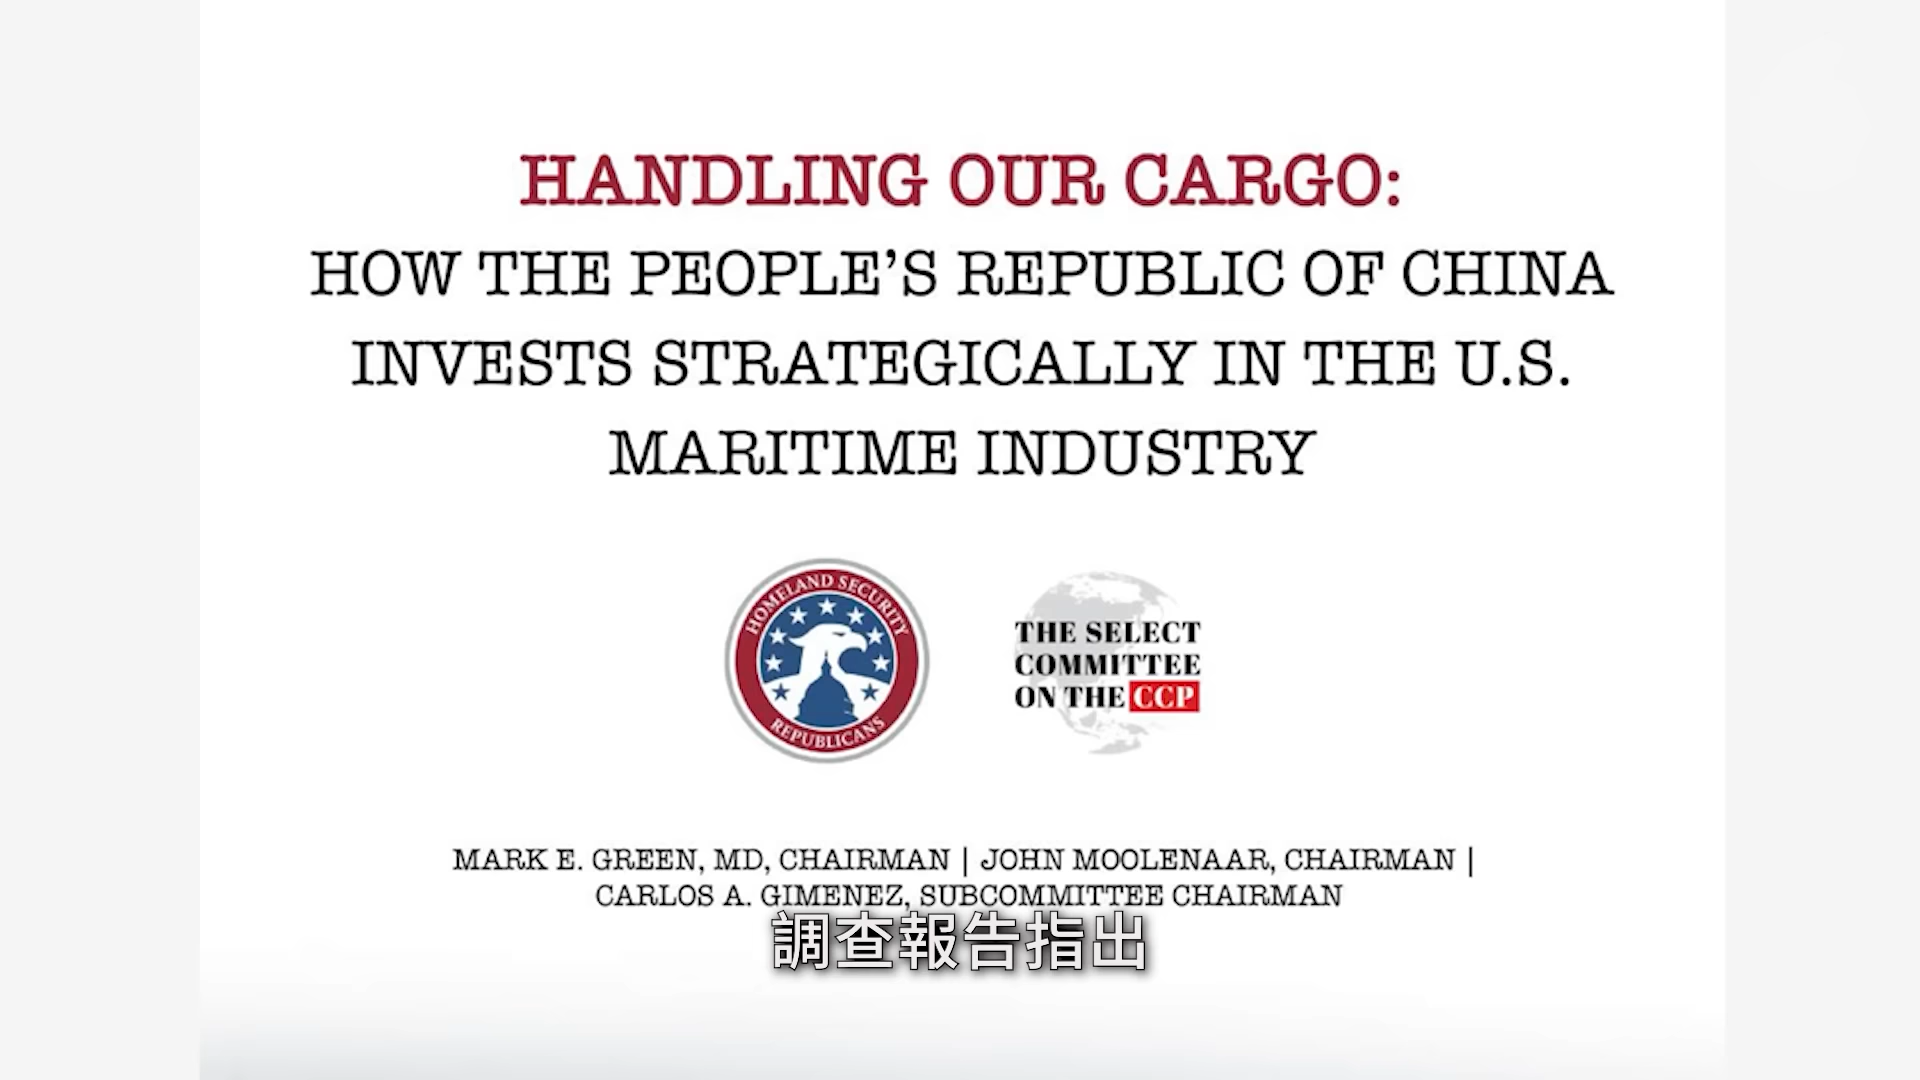 HANDLING OUR CARGO:
HOW THE PEOPLE’S REPUBLIC OF CHINA
INVESTS STRATEGICALLY IN THE U.S.
MARITIME INDUSTRY
HOMELAND SECURITY
REPUBLICANS
THE SELECT
COMMITTEE
ON THE CCP
MARK E. GREEN, MD, CHAIRMAN | JOHN MOOLENAAR, CHAIRMAN |
CARLOS A. GIMENEZ, SUBCOMMITTEE CHAIRMAN
調查報告指出